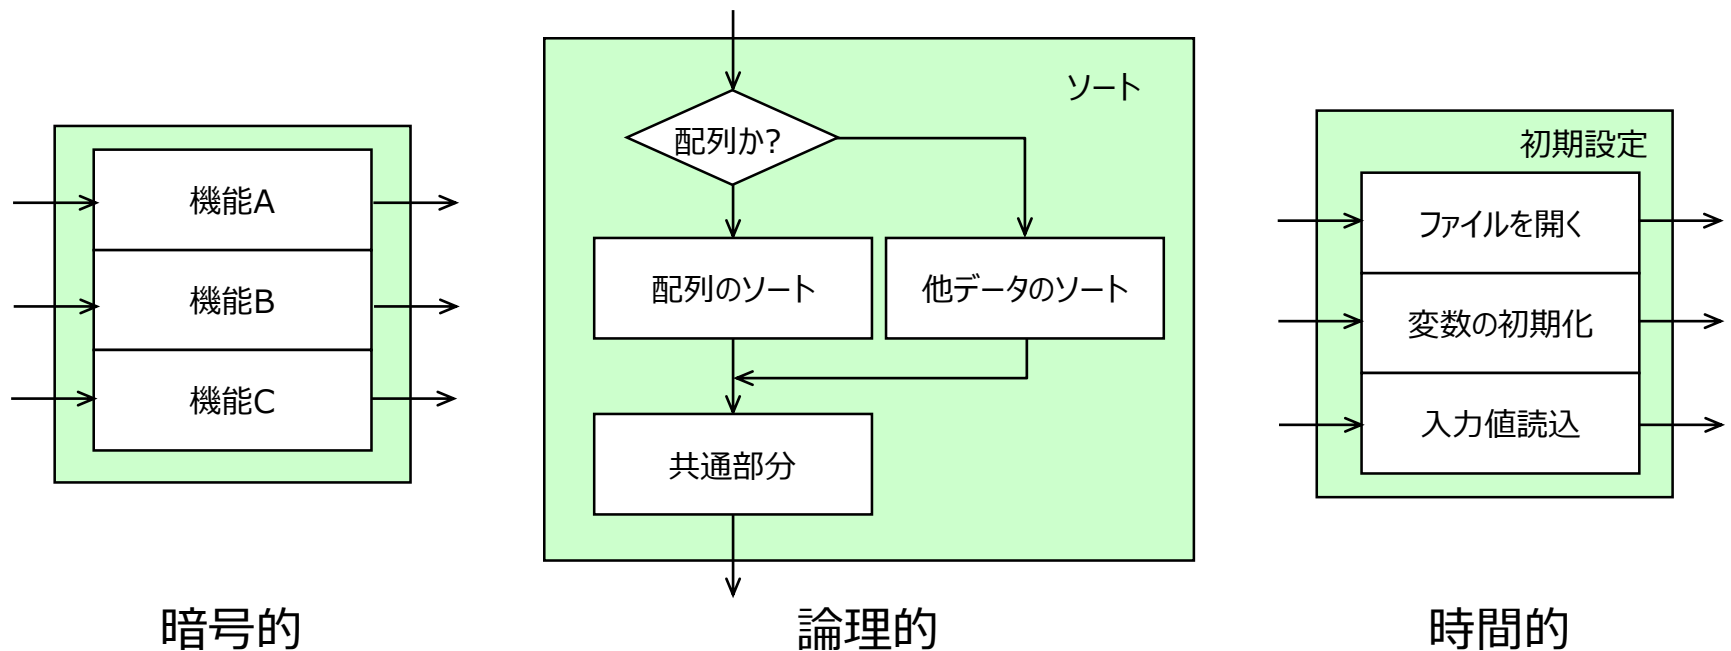 機能A
機能B
機能C
暗号的
ソート
配列か?
配列のソート
他データのソート
共通部分
論理的
初期設定
ファイルを開く
変数の初期化
入力値読込
時間的